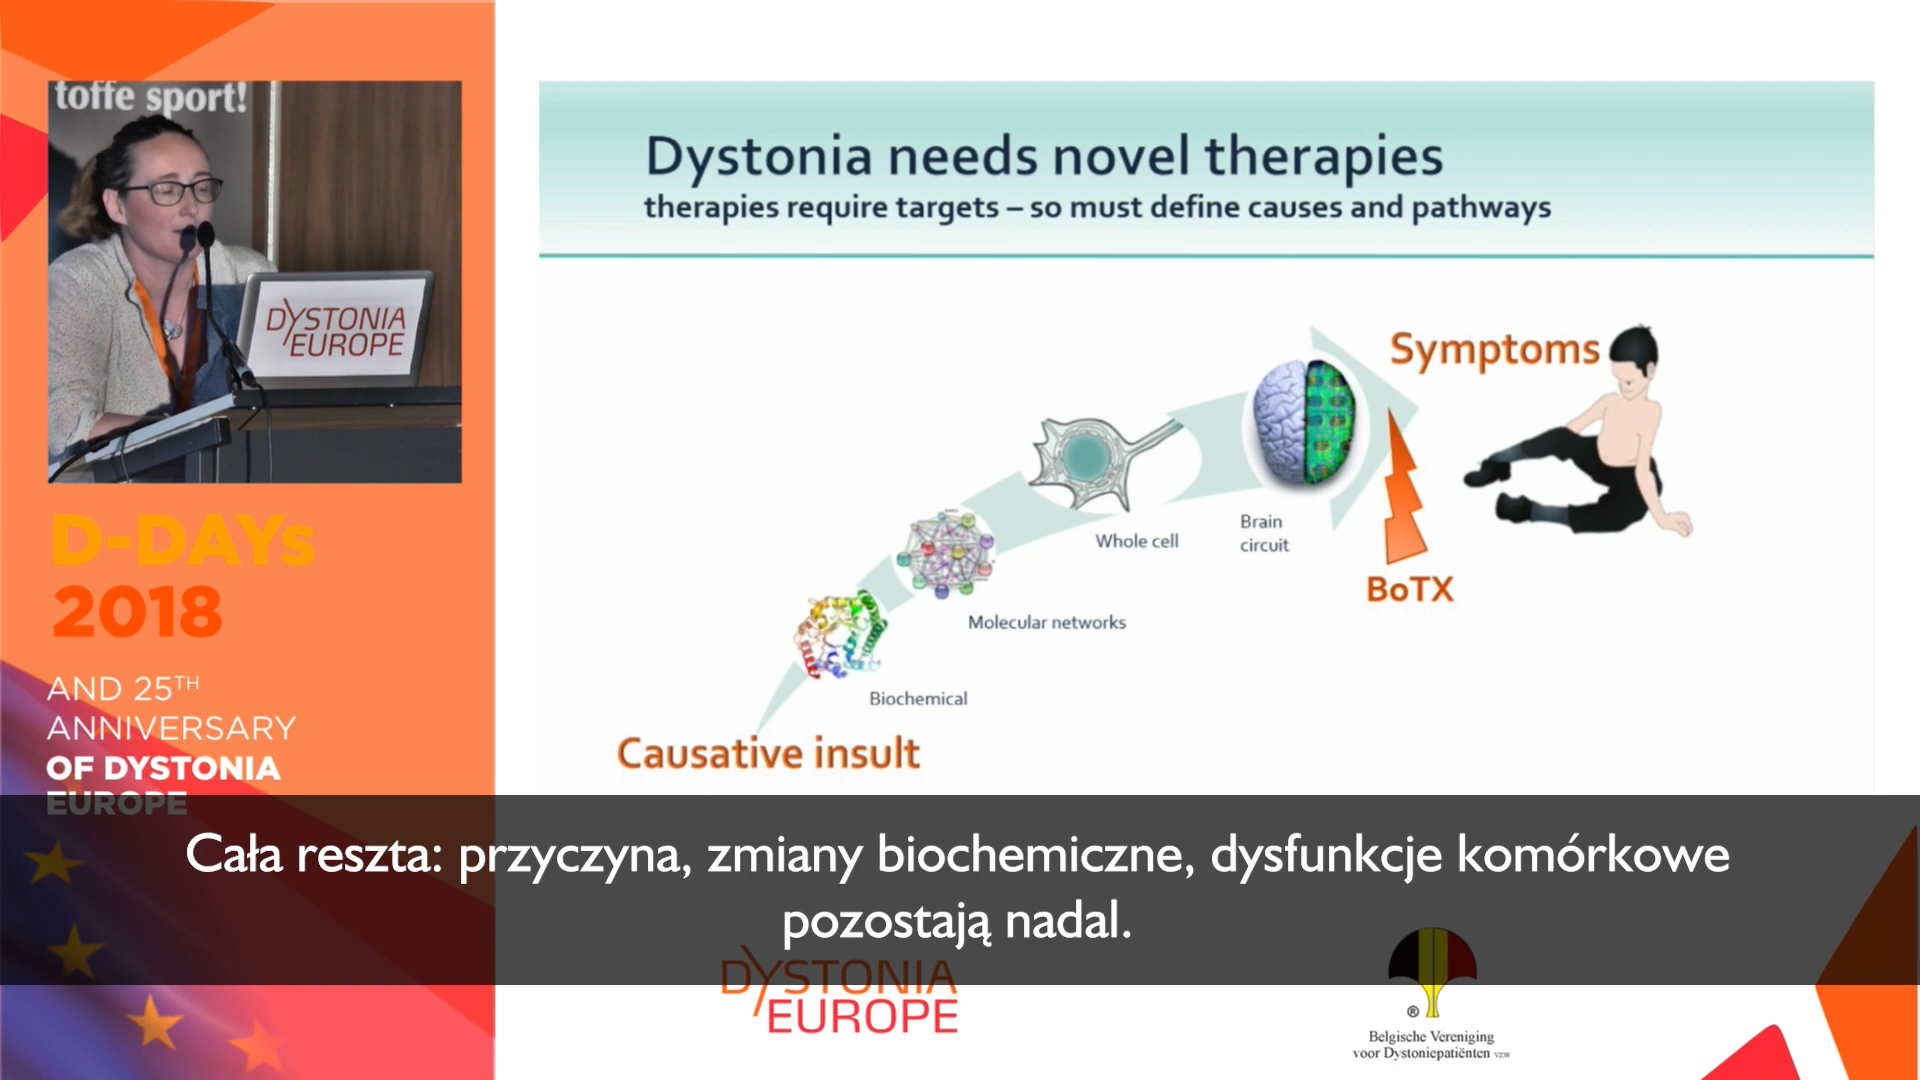 toffe sport!
DYSTONIA
EUROPE
D-DAYs
2018
AND 25TH
ANNIVERSARY
OF DYSTONIA
EUROPE
Dystonia needs novel therapies
therapies require targets – so must define causes and pathways
Symptoms
Brain
circuit
Whole cell
BoTX
Molecular networks
Biochemical
Causative insult
Cała reszta: przyczyna, zmiany biochemiczne, dysfunkcje komórkowe
pozostają nadal.
DYSTONIA
EUROPE
®
Belgische Vereniging
voor Dystoniepatiënten vzw